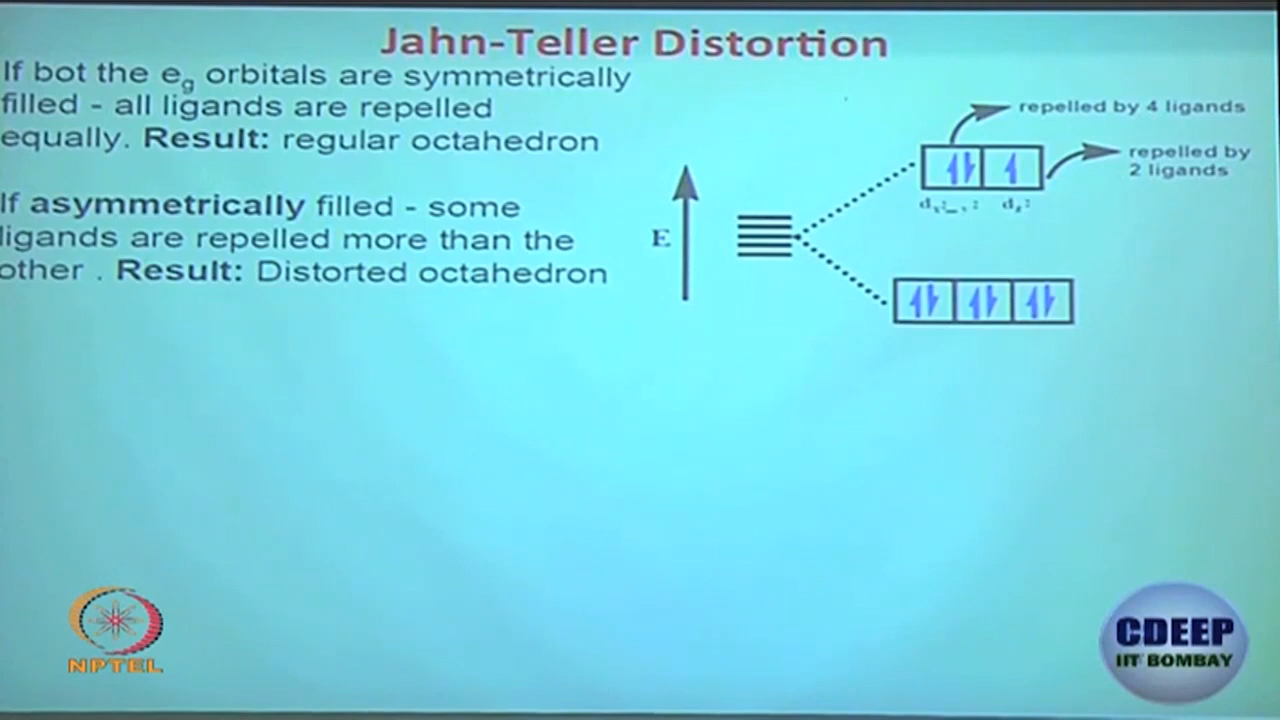 Jahn-Teller Distortion
If bot the eg orbitals are symmetrically
filled - all ligands are repelled
equally. Result: regular octahedron
If asymmetrically filled - some
ligands are repelled more than the
other . Result: Distorted octahedron
repelled by 4 ligands
repelled by
2 ligands
E
NPTEL
CDEEP
IIT BOMBAY